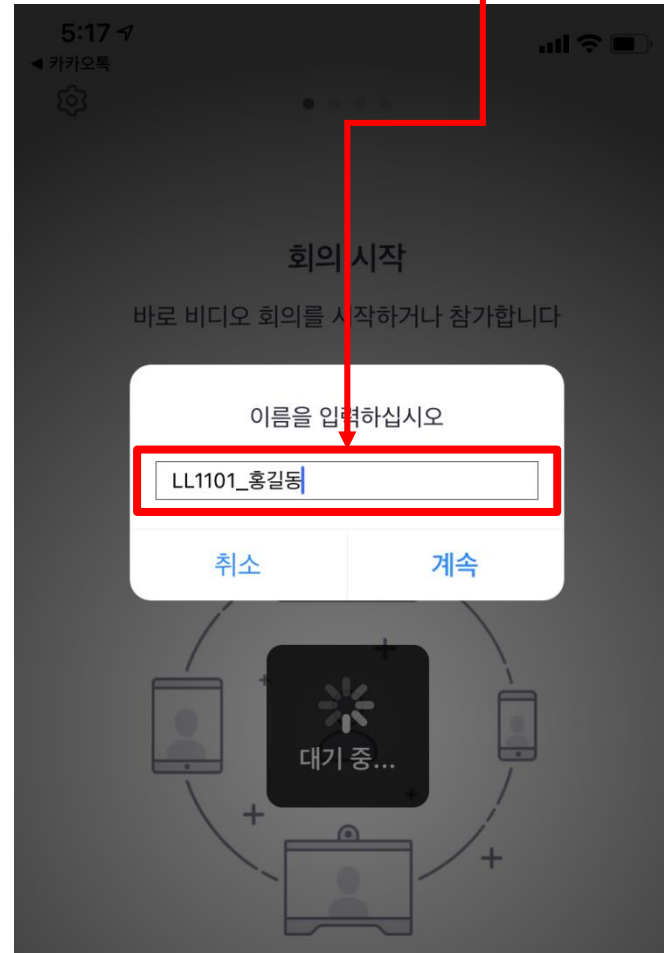 5:17
◀ 카카오톡
회의 시작
바로 비디오 회의를 시작하거나 참가합니다
이름을 입력하십시오
LL1101_홍길동
취소 계속
대기 중...